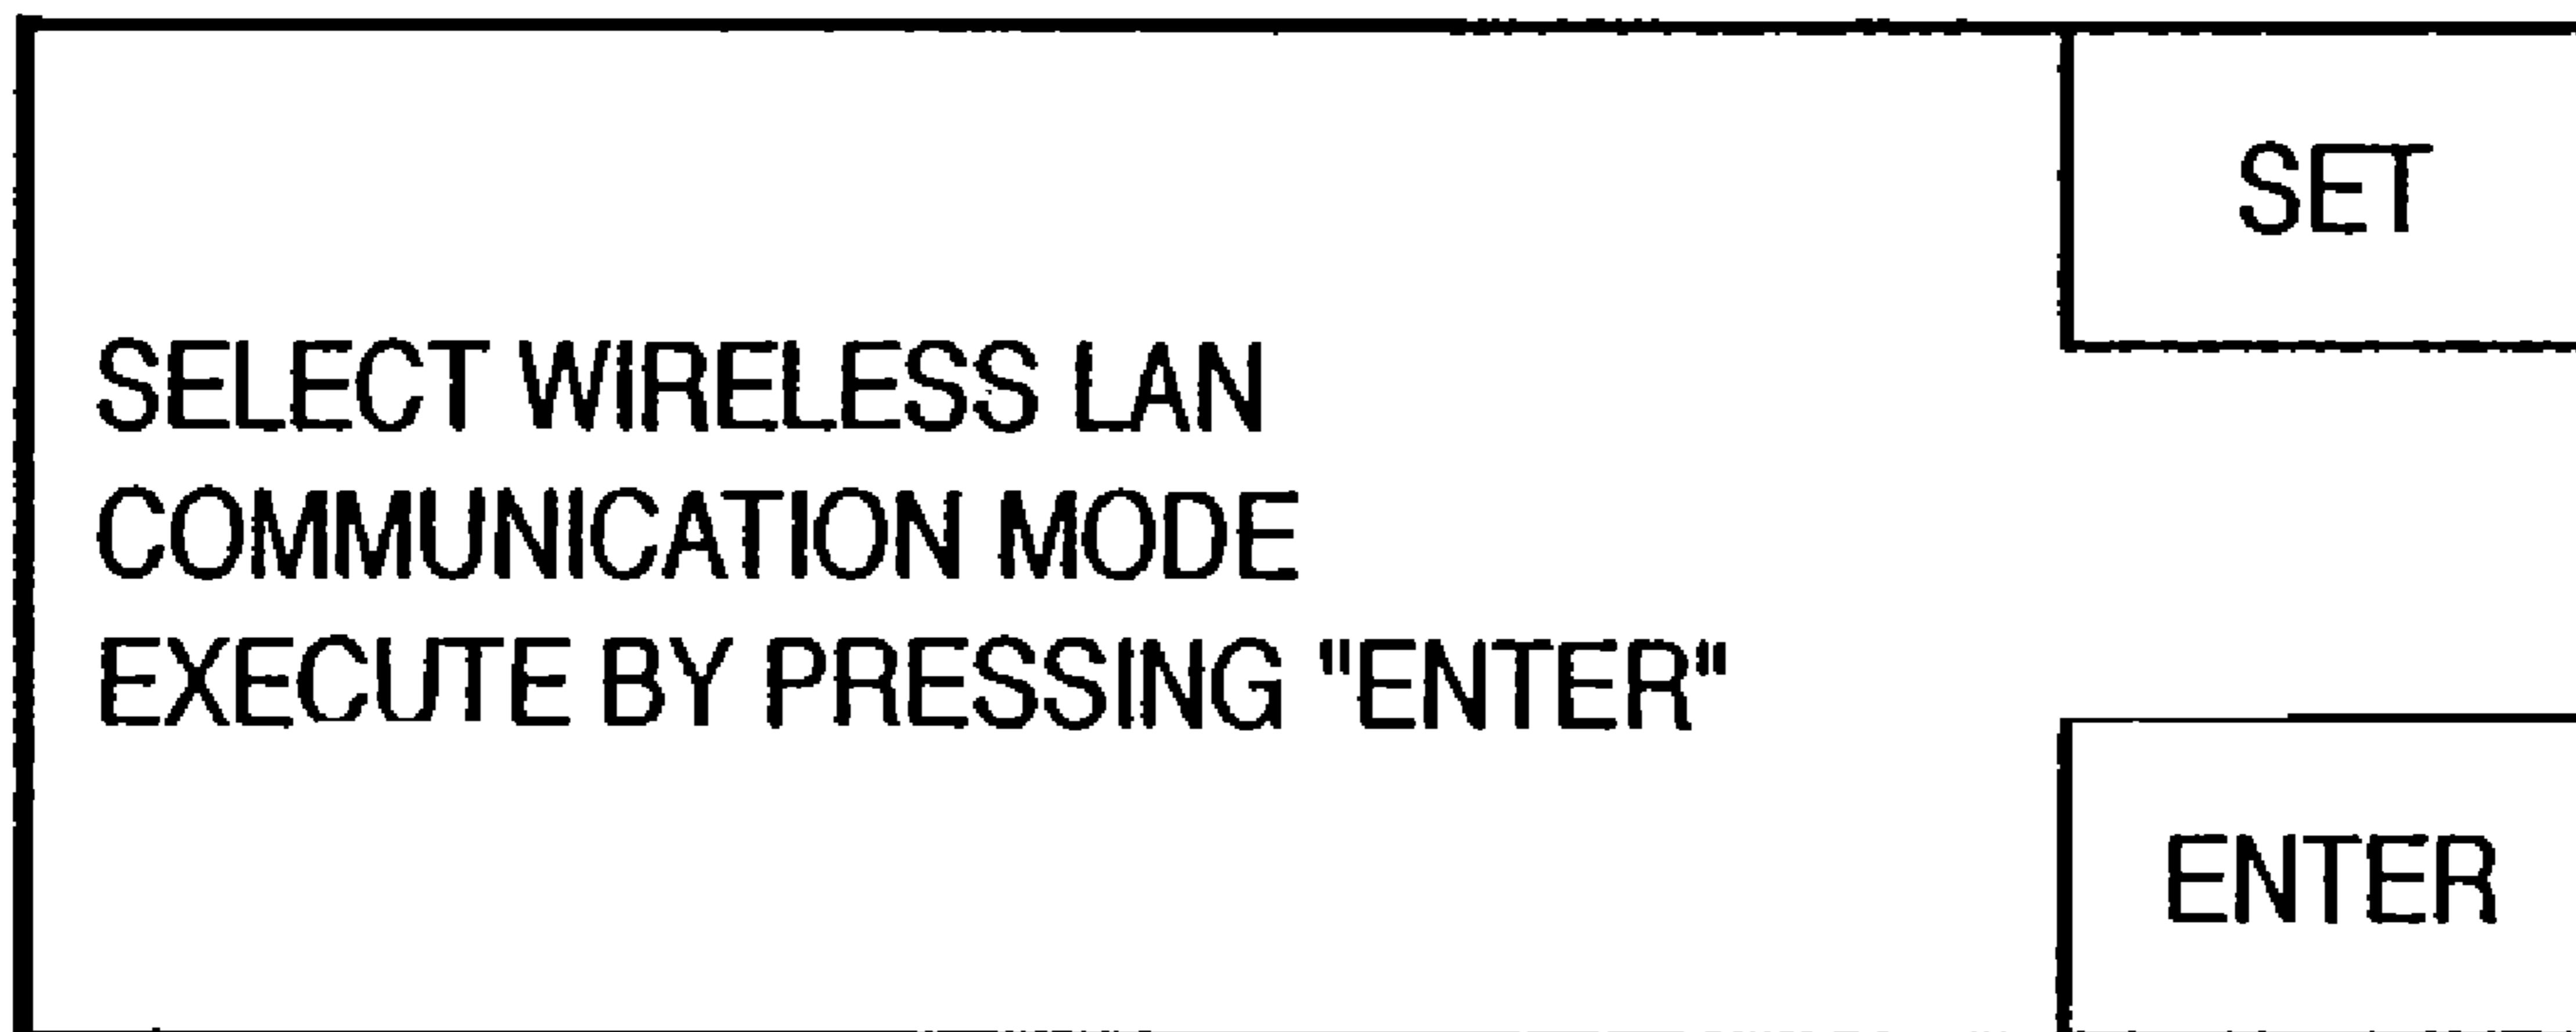 SET
SELECT WIRELESS LAN
COMMUNICATION MODE
EXECUTE BY PRESSING "ENTER"
ENTER